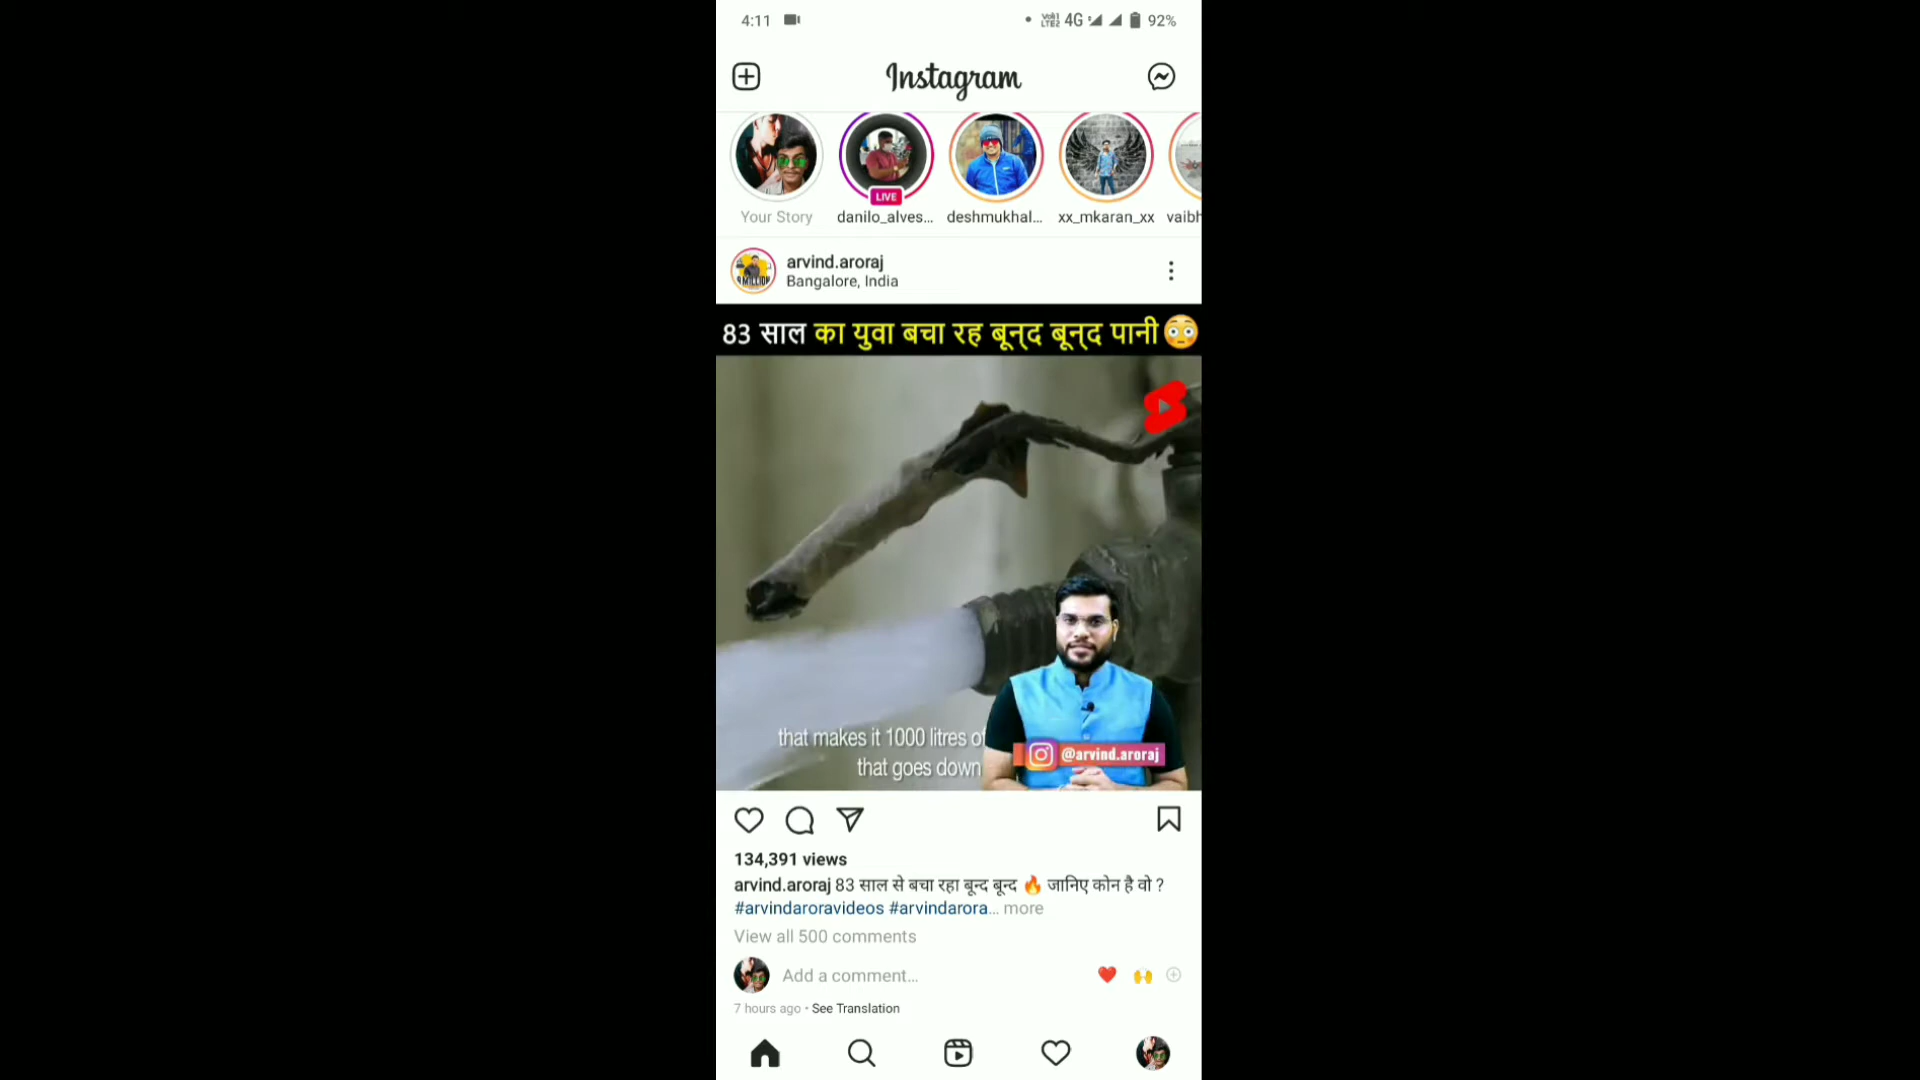 4:11 Vo)) LTE2 4G 92%
Instagram
LIVE
Your Story danilo_alves... deshmukhal... xx_mkaran_xx vaibh
arvind.aroraj
Bangalore, India
83 साल का युवा बचा रह बून्द बून्द पानी😳
that makes it 1000 litres of
that goes down
@arvind.aroraj
134,391 views
arvind.aroraj 83 साल से बचा रहा बून्द बून्द 🔥 जानिए कोन है वो ?
#arvindaroravideos #arvindarora... more
View all 500 comments
Add a comment... ❤️ 🙌
7 hours ago • See Translation